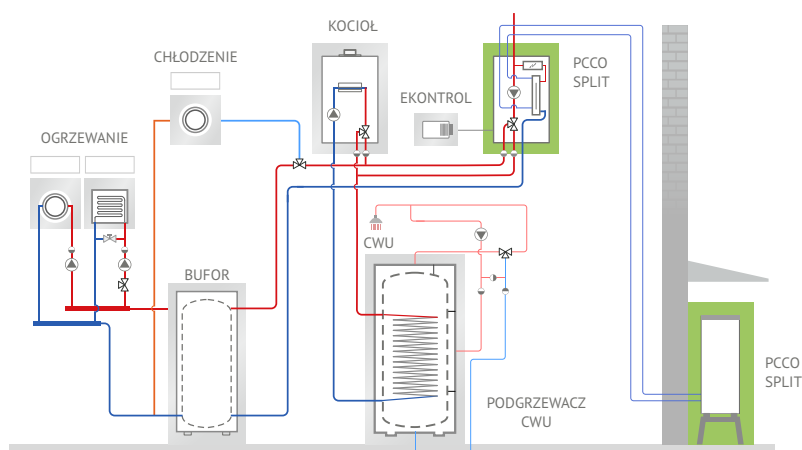 KOCIOŁ
CHŁODZENIE
PCCO
SPLIT
EKONTROL
OGRZEWANIE
CWU
BUFOR
PCCO
SPLIT
PODGRZEWACZ
CWU